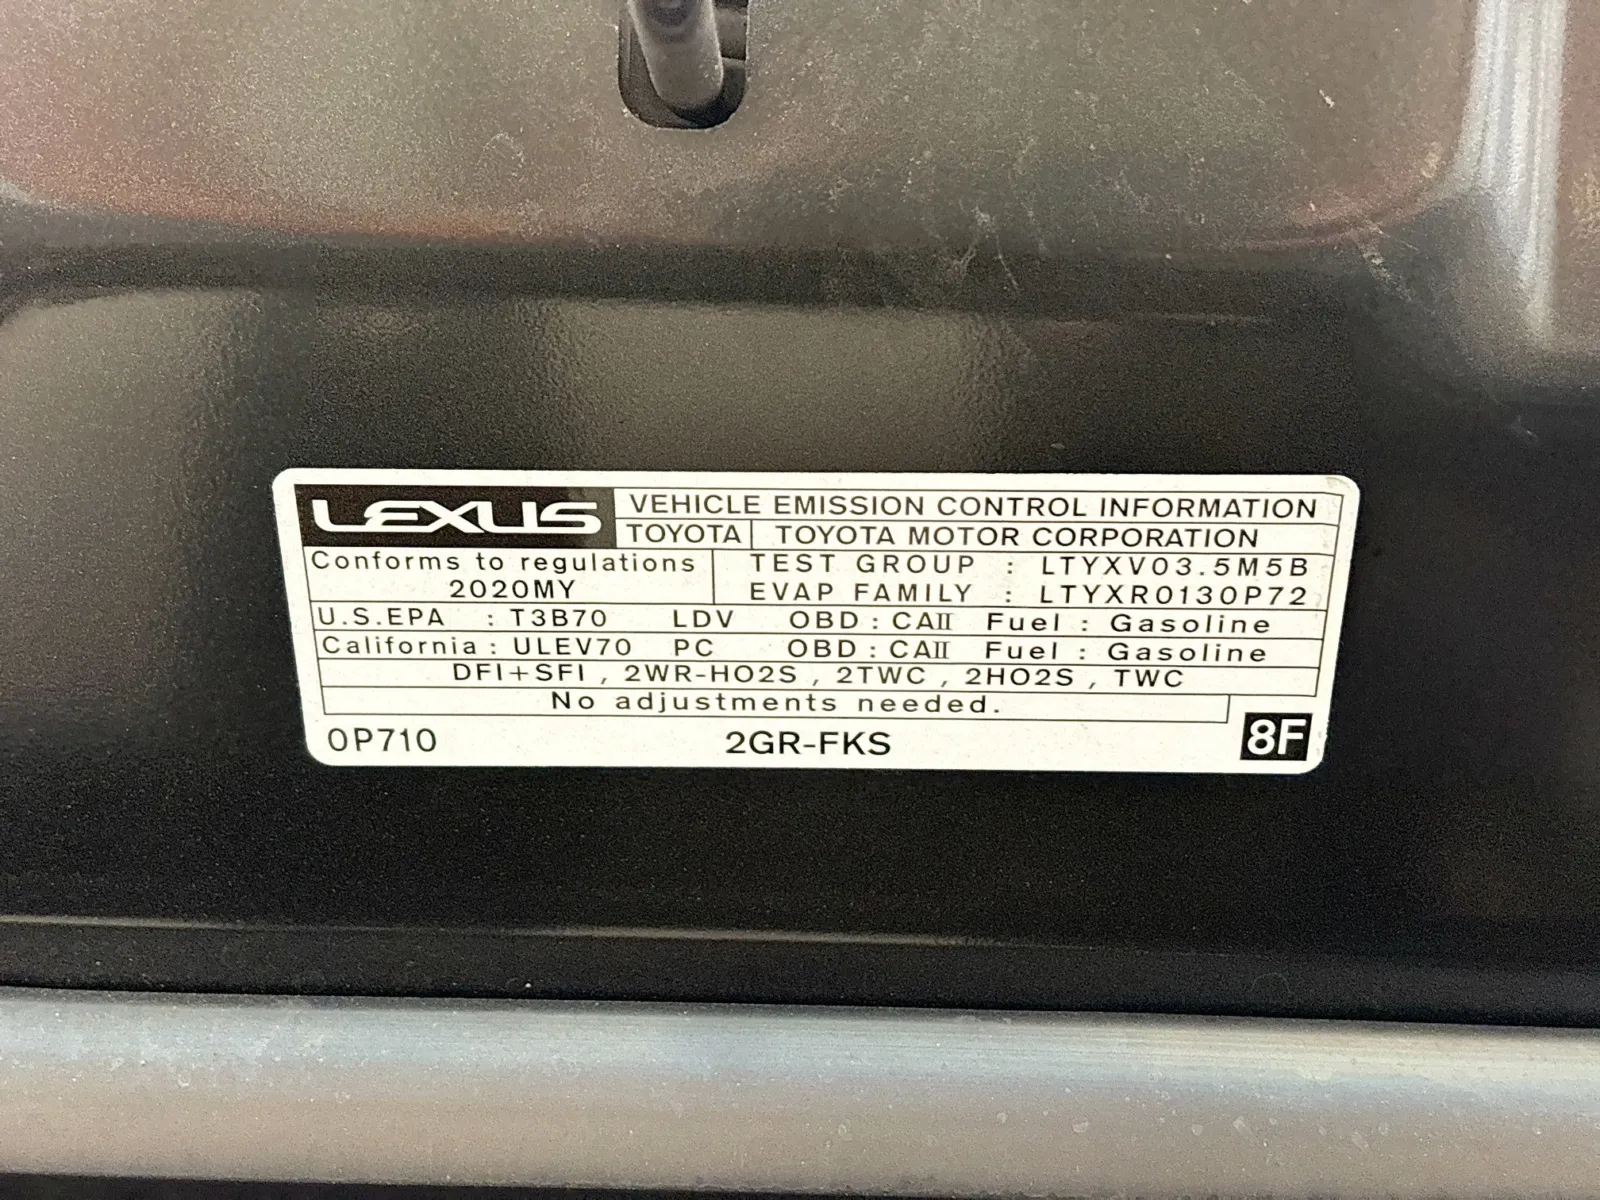 LEXUS VEHICLE EMISSION CONTROL INFORMATION
TOYOTA TOYOTA MOTOR CORPORATION
Conforms to regulations TEST GROUP : LTYXV03.5M5B
2020MY EVAP FAMILY : LTYXR0130P72
U.S.EPA : T3B70 LDV OBD : CAII Fuel : Gasoline
California : ULEV70 PC OBD : CAII Fuel : Gasoline
DFI+SFI , 2WR-HO2S , 2TWC , 2HO2S , TWC
No adjustments needed.
0P710 2GR-FKS 8F